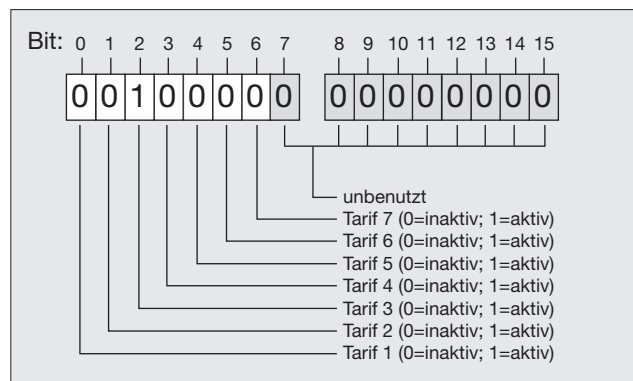 Bit: 0 1 2 3 4 5 6 7 8 9 10 11 12 13 14 15
0 0 1 0 0 0 0 0 0 0 0 0 0 0 0 0
unbenutzt
Tarif 7 (0=inaktiv; 1=aktiv)
Tarif 6 (0=inaktiv; 1=aktiv)
Tarif 5 (0=inaktiv; 1=aktiv)
Tarif 4 (0=inaktiv; 1=aktiv)
Tarif 3 (0=inaktiv; 1=aktiv)
Tarif 2 (0=inaktiv; 1=aktiv)
Tarif 1 (0=inaktiv; 1=aktiv)